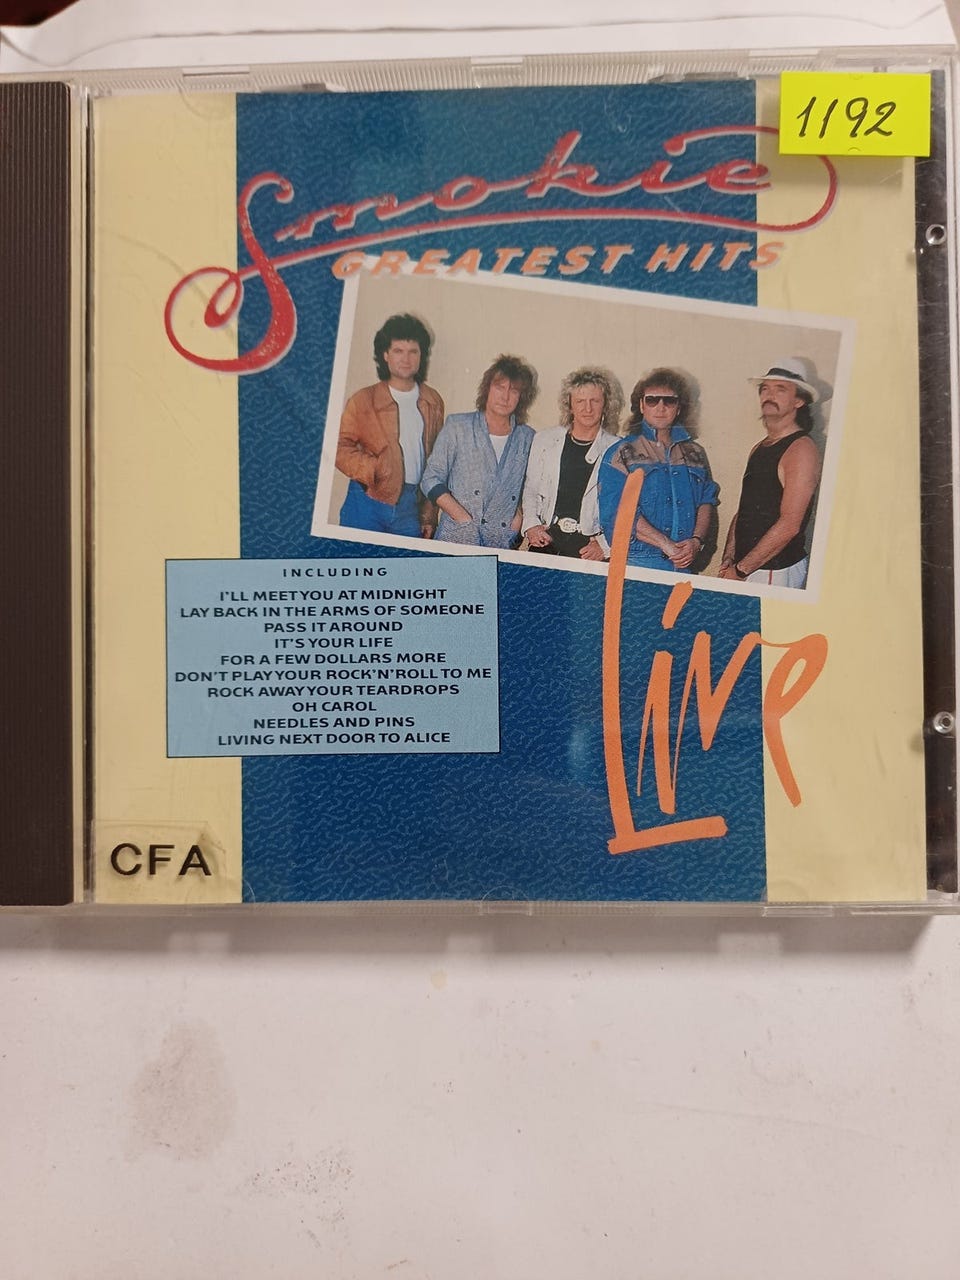 1192
Smokie
GREATEST HITS
Live
INCLUDING
I'LL MEET YOU AT MIDNIGHT
LAY BACK IN THE ARMS OF SOMEONE
PASS IT AROUND
IT'S YOUR LIFE
FOR A FEW DOLLARS MORE
DON'T PLAY YOUR ROCK'N'ROLL TO ME
ROCK AWAY YOUR TEARDROPS
OH CAROL
NEEDLES AND PINS
LIVING NEXT DOOR TO ALICE
CFA